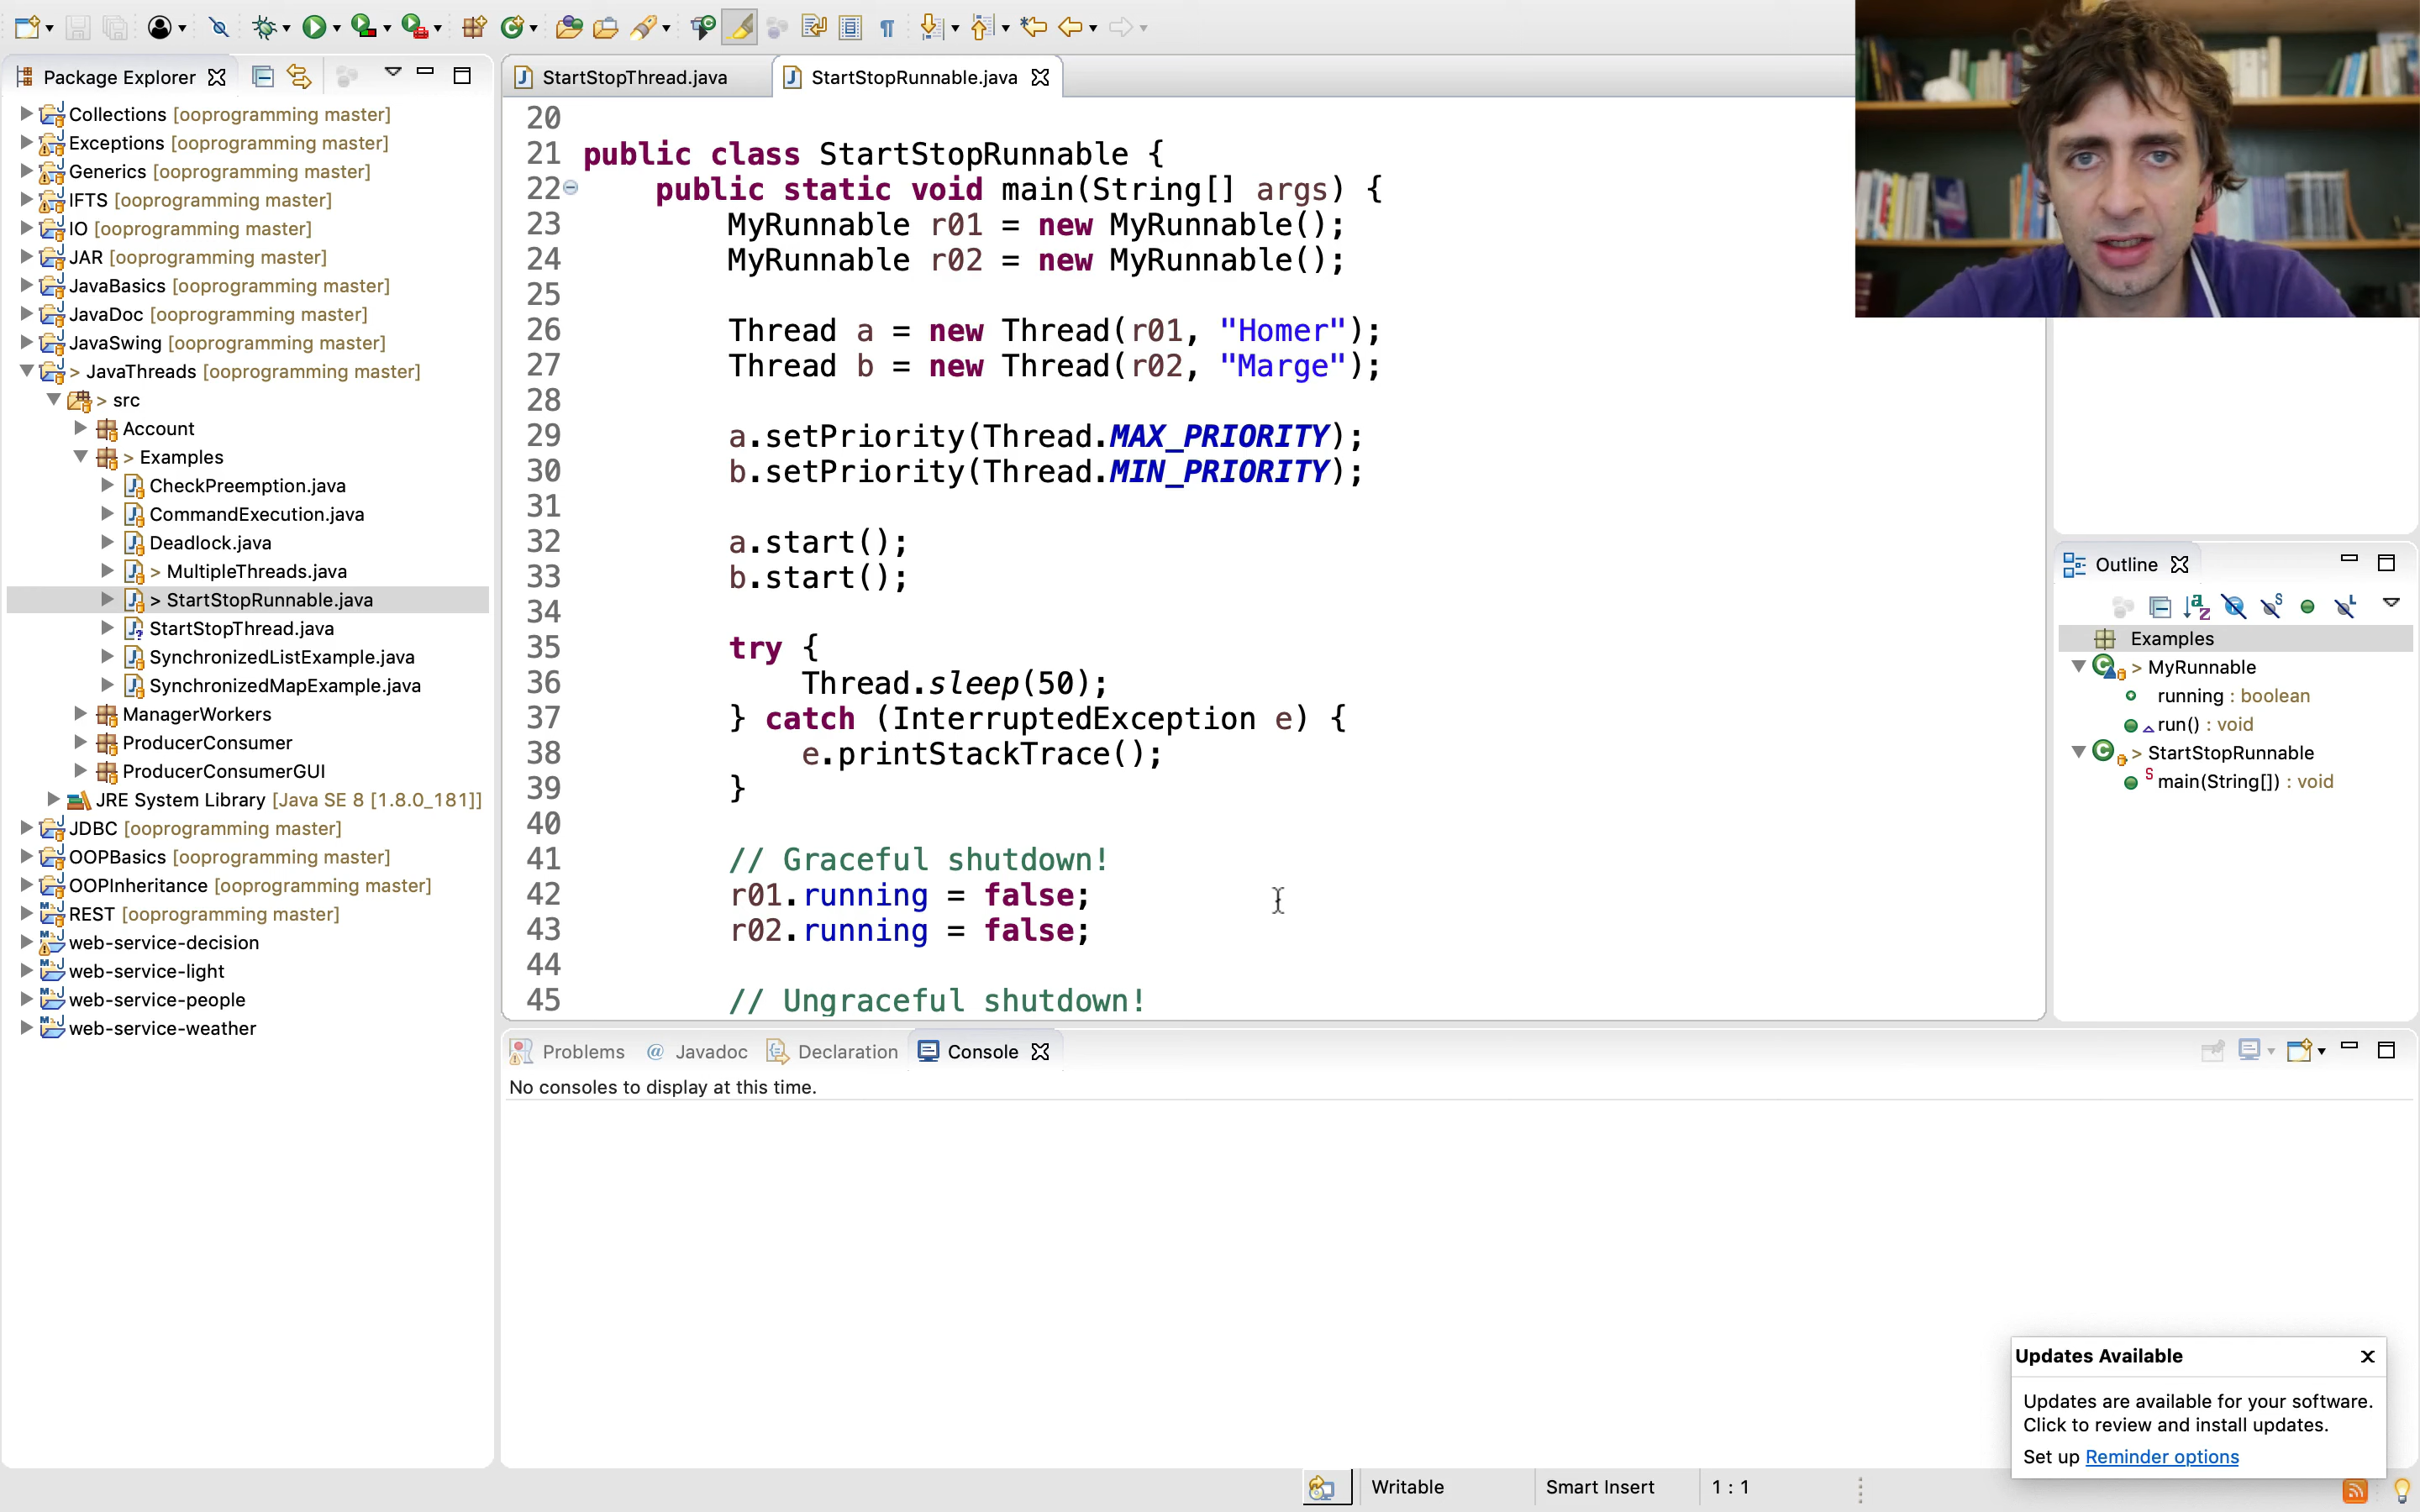 Package Explorer
Collections [ooprogramming master]
Exceptions [ooprogramming master]
Generics [ooprogramming master]
IFTS [ooprogramming master]
IO [ooprogramming master]
JAR [ooprogramming master]
JavaBasics [ooprogramming master]
JavaDoc [ooprogramming master]
JavaSwing [ooprogramming master]
> JavaThreads [ooprogramming master]
> src
Account
> Examples
CheckPreemption.java
CommandExecution.java
Deadlock.java
> MultipleThreads.java
> StartStopRunnable.java
StartStopThread.java
SynchronizedListExample.java
SynchronizedMapExample.java
ManagerWorkers
ProducerConsumer
ProducerConsumerGUI
JRE System Library [Java SE 8 [1.8.0_181]]
JDBC [ooprogramming master]
OOPBasics [ooprogramming master]
OOPInheritance [ooprogramming master]
REST [ooprogramming master]
web-service-decision
web-service-light
web-service-people
web-service-weather
StartStopThread.java
StartStopRunnable.java
20
21 public class StartStopRunnable {
22 public static void main(String[] args) {
23 MyRunnable r01 = new MyRunnable();
24 MyRunnable r02 = new MyRunnable();
25
26 Thread a = new Thread(r01, "Homer");
27 Thread b = new Thread(r02, "Marge");
28
29 a.setPriority(Thread.MAX_PRIORITY);
30 b.setPriority(Thread.MIN_PRIORITY);
31
32 a.start();
33 b.start();
34
35 try {
36 Thread.sleep(50);
37 } catch (InterruptedException e) {
38 e.printStackTrace();
39 }
40
41 // Graceful shutdown!
42 r01.running = false;
43 r02.running = false;
44
45 // Ungraceful shutdown!
Outline
Examples
> MyRunnable
running : boolean
run() : void
> StartStopRunnable
main(String[]) : void
Problems @ Javadoc Declaration Console
No consoles to display at this time.
Updates Available
Updates are available for your software.
Click to review and install updates.
Set up Reminder options
Writable
Smart Insert
1 : 1